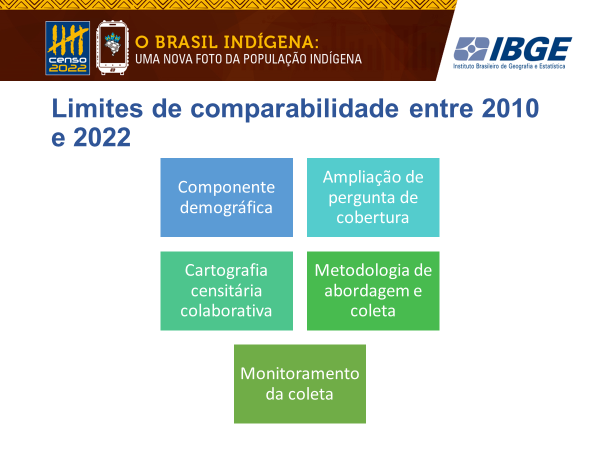 censo
2022
O BRASIL INDÍGENA:
UMA NOVA FOTO DA POPULAÇÃO INDÍGENA
IBGE
Instituto Brasileiro de Geografia e Estatística
Limites de comparabilidade entre 2010
e 2022
Componente
demográfica
Ampliação de
pergunta de
cobertura
Cartografia
censitária
colaborativa
Metodologia de
abordagem e
coleta
Monitoramento
da coleta